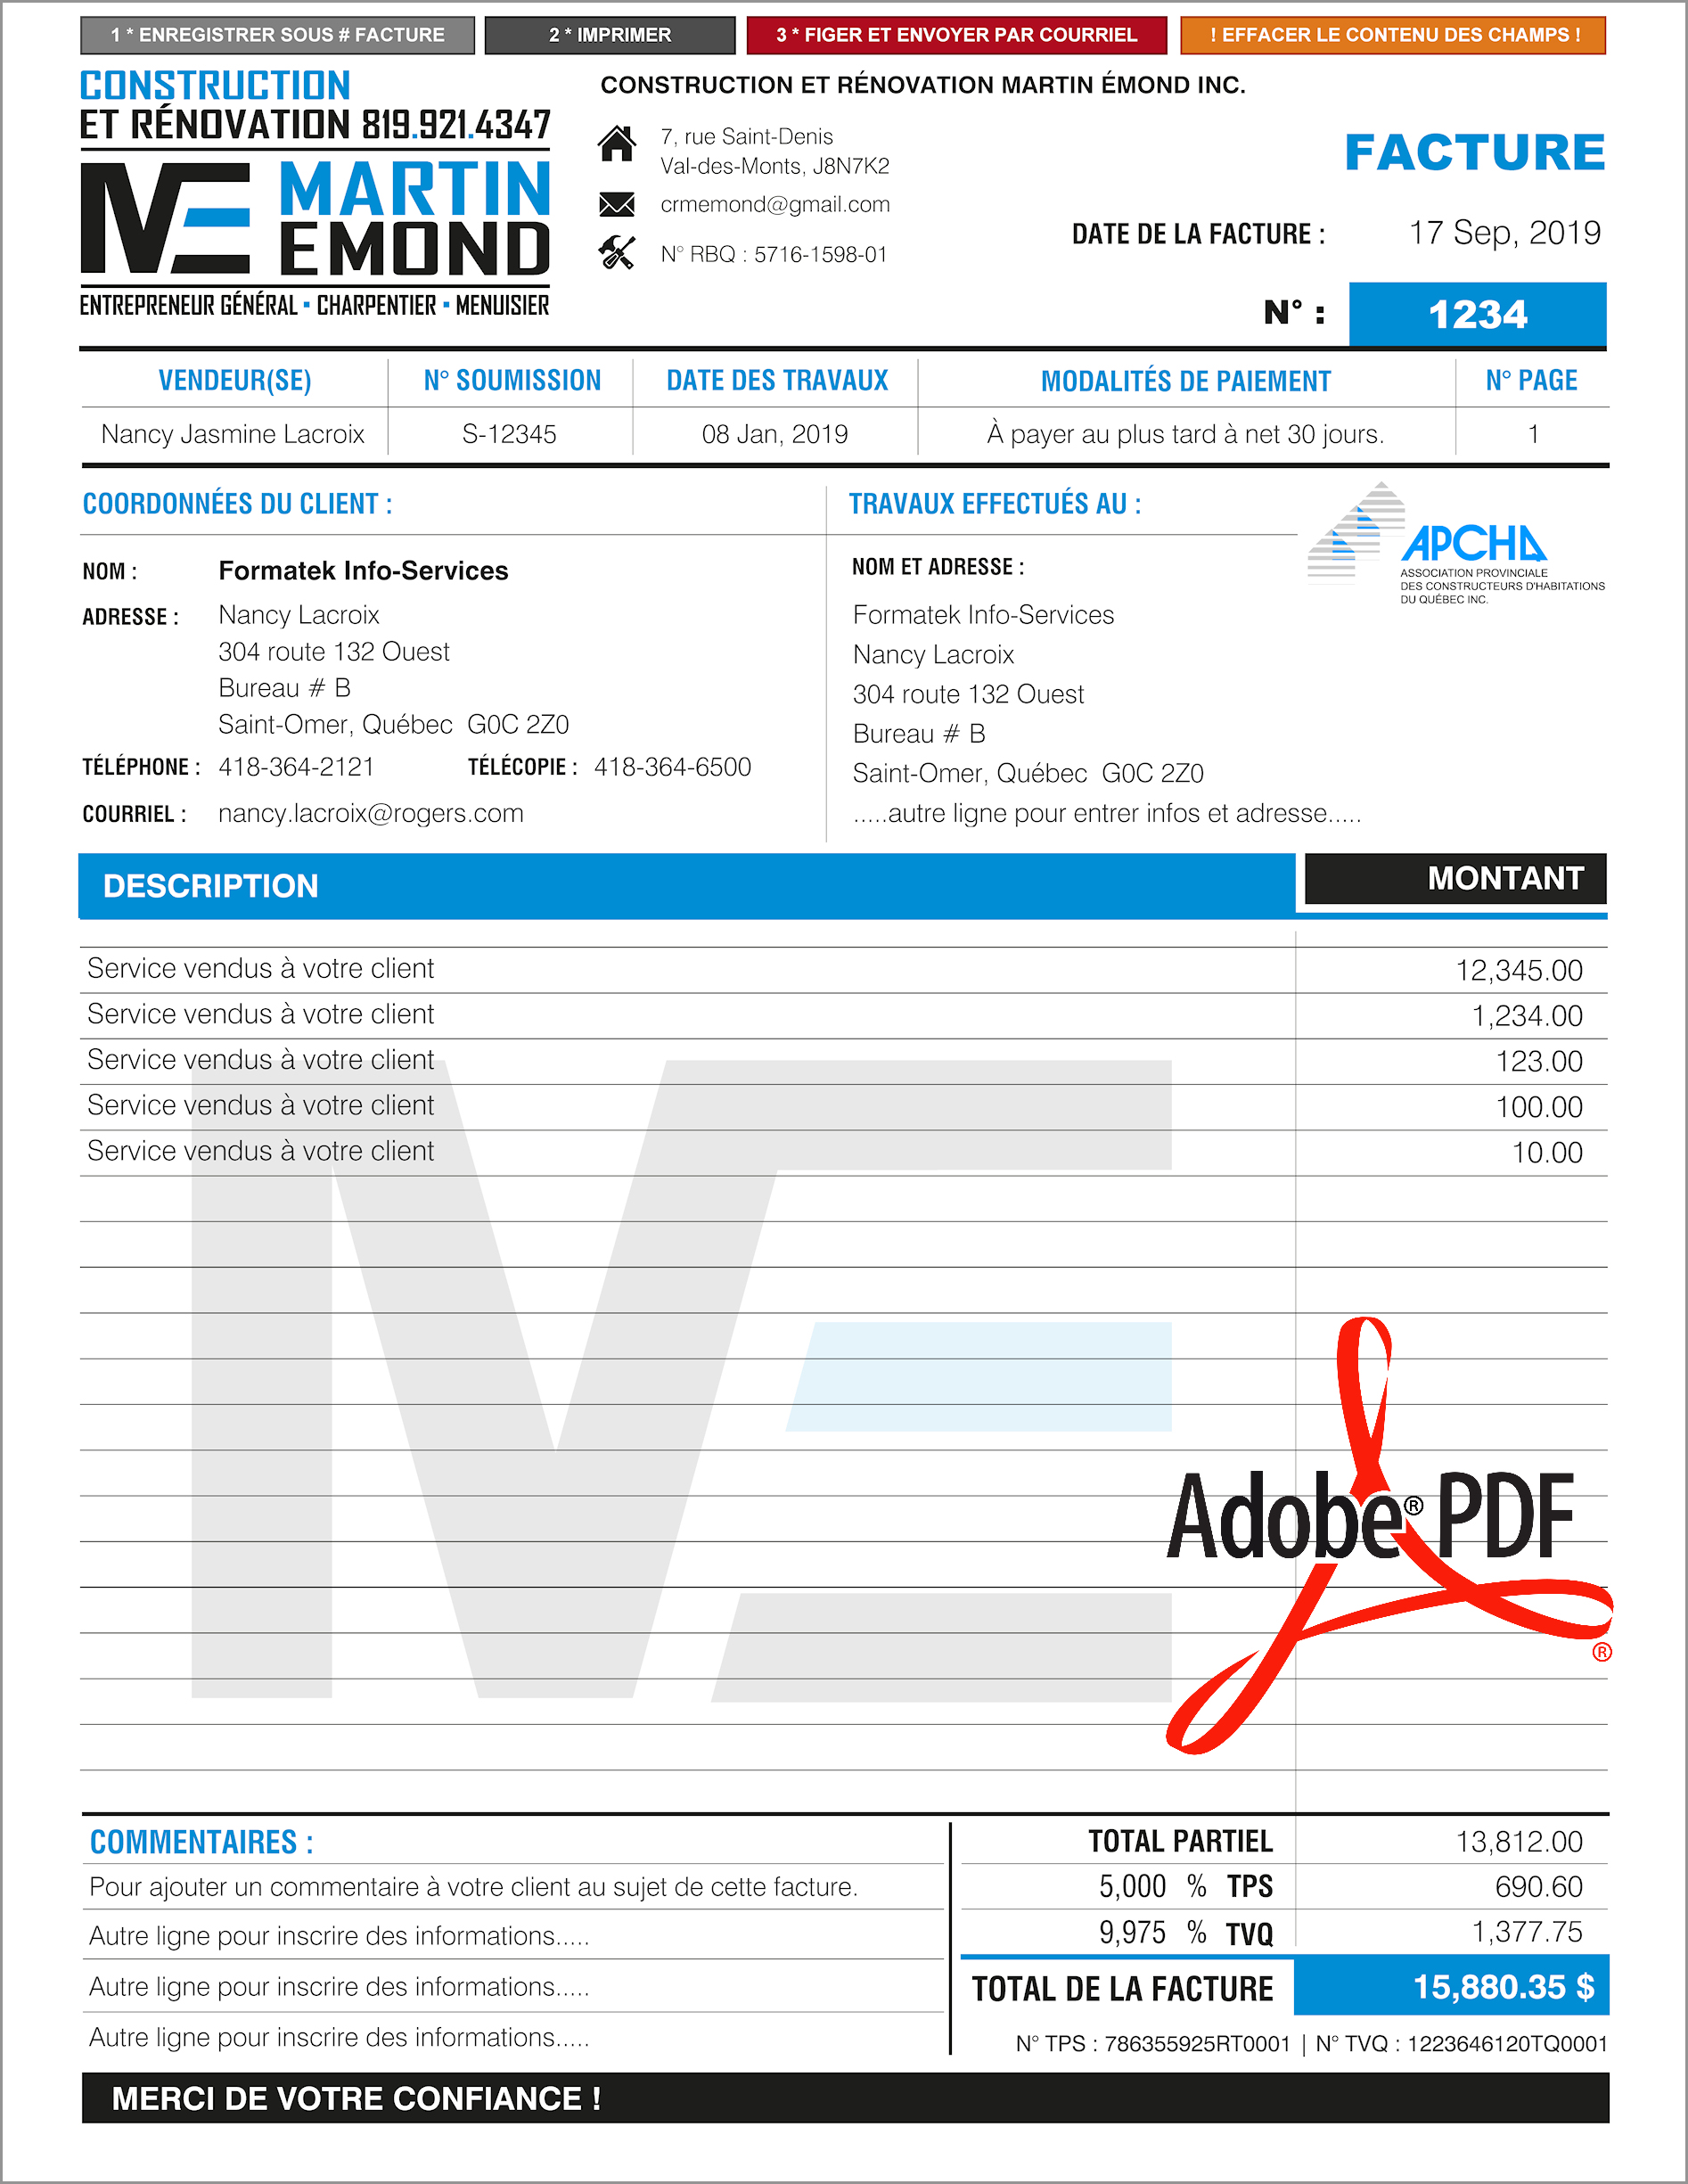 1 * ENREGISTRER SOUS # FACTURE
2 * IMPRIMER
3 * FIGER ET ENVOYER PAR COURRIEL
! EFFACER LE CONTENU DES CHAMPS !
CONSTRUCTION
ET RÉNOVATION 819.921.4347
ME MARTIN
EMOND
ENTREPRENEUR GÉNÉRAL • CHARPENTIER • MENUISIER
CONSTRUCTION ET RÉNOVATION MARTIN ÉMOND INC.
7, rue Saint-Denis
Val-des-Monts, J8N7K2
crmemond@gmail.com
N° RBQ : 5716-1598-01
FACTURE
DATE DE LA FACTURE : 17 Sep, 2019
N° : 1234
VENDEUR(SE) N° SOUMISSION DATE DES TRAVAUX MODALITÉS DE PAIEMENT N° PAGE
Nancy Jasmine Lacroix S-12345 08 Jan, 2019 À payer au plus tard à net 30 jours. 1
COORDONNÉES DU CLIENT :
NOM : Formatek Info-Services
ADRESSE : Nancy Lacroix
304 route 132 Ouest
Bureau # B
Saint-Omer, Québec G0C 2Z0
TÉLÉPHONE : 418-364-2121 TÉLÉCOPIE : 418-364-6500
COURRIEL : nancy.lacroix@rogers.com
TRAVAUX EFFECTUÉS AU :
NOM ET ADRESSE :
Formatek Info-Services
Nancy Lacroix
304 route 132 Ouest
Bureau # B
Saint-Omer, Québec G0C 2Z0
.....autre ligne pour entrer infos et adresse.....
APCHQ
ASSOCIATION PROVINCIALE
DES CONSTRUCTEURS D'HABITATIONS
DU QUÉBEC INC.
DESCRIPTION MONTANT
Service vendus à votre client 12,345.00
Service vendus à votre client 1,234.00
Service vendus à votre client 123.00
Service vendus à votre client 100.00
Service vendus à votre client 10.00
Adobe® PDF
®
COMMENTAIRES :
Pour ajouter un commentaire à votre client au sujet de cette facture.
Autre ligne pour inscrire des informations.....
Autre ligne pour inscrire des informations.....
Autre ligne pour inscrire des informations.....
TOTAL PARTIEL 13,812.00
5,000 % TPS 690.60
9,975 % TVQ 1,377.75
TOTAL DE LA FACTURE 15,880.35 $
N° TPS : 786355925RT0001 | N° TVQ : 1223646120TQ0001
MERCI DE VOTRE CONFIANCE !